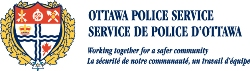 OTTAWA POLICE SERVICE
SERVICE DE POLICE D'OTTAWA
Working together for a safer community
La sécurité de notre communauté, un travail d'équipe